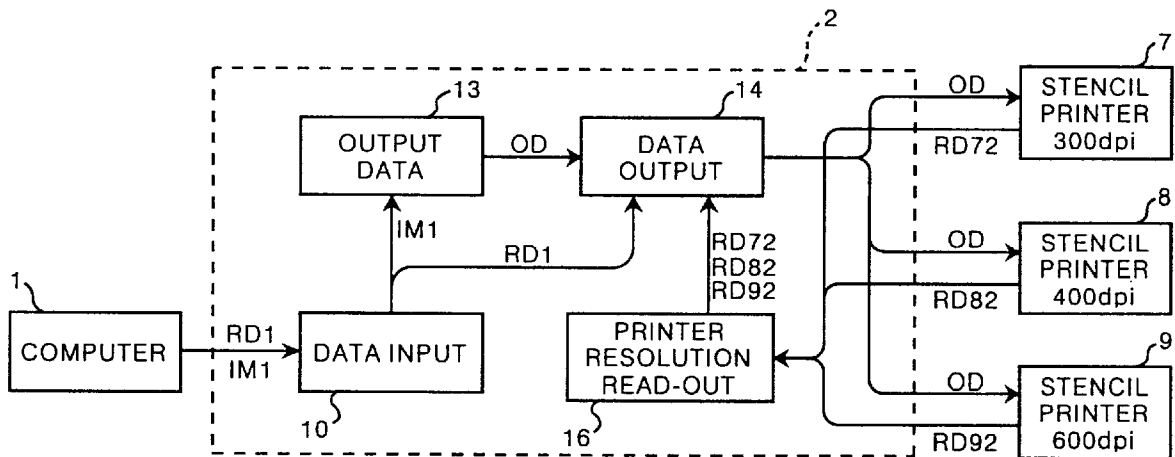 2
7
13
14
OD
STENCIL
PRINTER
300dpi
OUTPUT
DATA
OD
DATA
OUTPUT
RD72
8
IM1
RD72
RD82
RD92
OD
STENCIL
PRINTER
400dpi
RD1
1
RD82
COMPUTER
RD1
IM1
DATA INPUT
PRINTER
RESOLUTION
READ-OUT
9
OD
STENCIL
PRINTER
600dpi
10
16
RD92